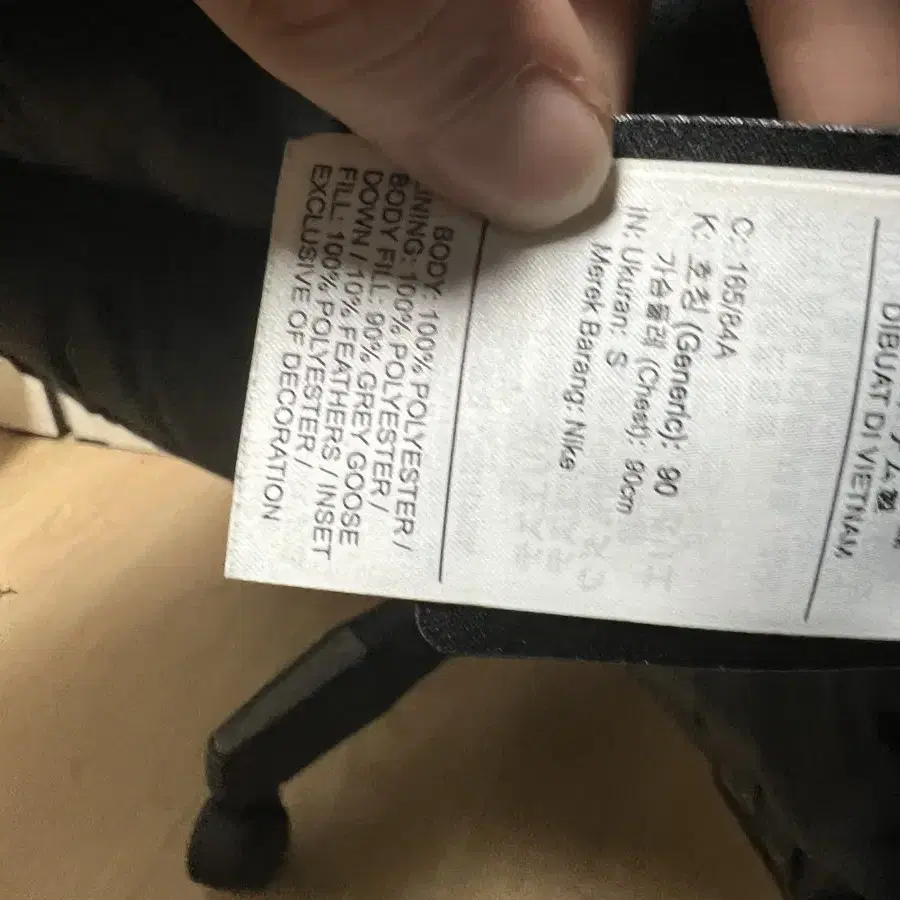 DIBUAT DI VIETNAM,
C: 165/84A
K: 호칭 (Generic): 90
가슴둘레 (Chest): 90cm
IN: Ukuran: S
Merek Barang: Nike
BODY: 100% POLYESTER /
LINING: 100% POLYESTER /
BODY FILL: 90% GREY GOOSE
DOWN / 10% FEATHERS / INSET
FILL: 100% POLYESTER /
EXCLUSIVE OF DECORATION